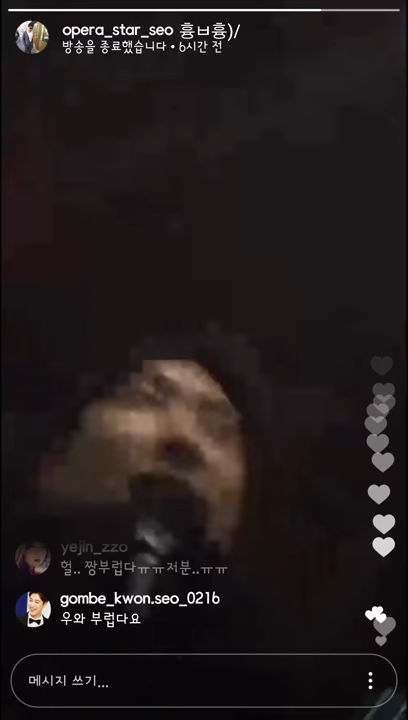 opera_star_seo 흉ㅂ흉)/
방송을 종료했습니다 • 6시간 전
yejin_zzo
헐.. 짱부럽다ㅠㅠ저분..ㅠㅠ
gombe_kwon.seo_0216
우와 부럽다요
메시지 쓰기...